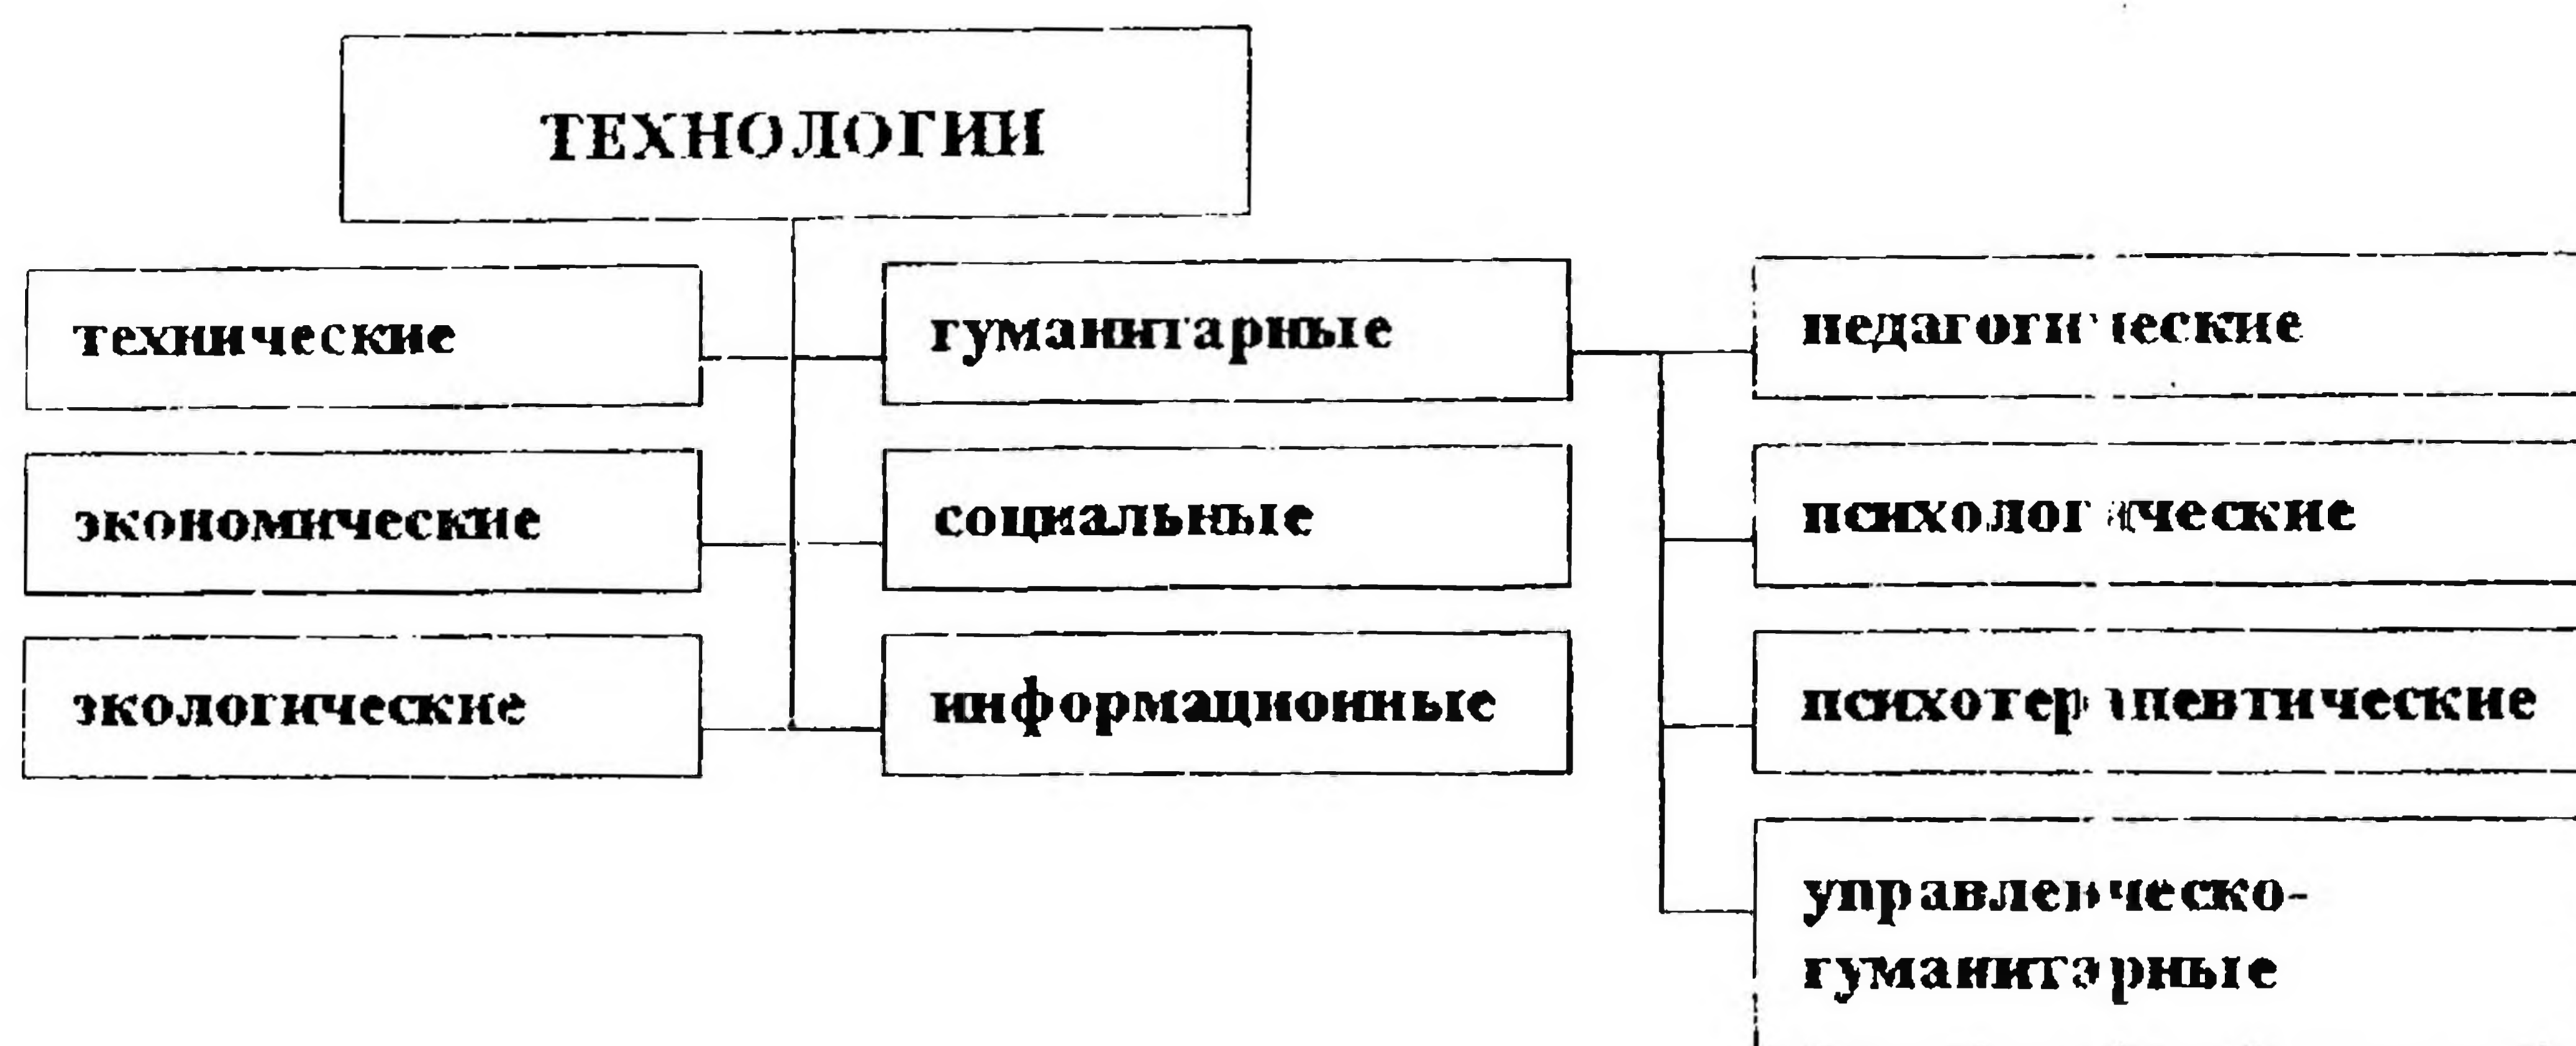 ТЕХНОЛОГИИ
технические
гуманитарные
педагогические
экономические
социальные
психологические
экологические
информационные
психотерапевтические
управленческо-
гуманитарные